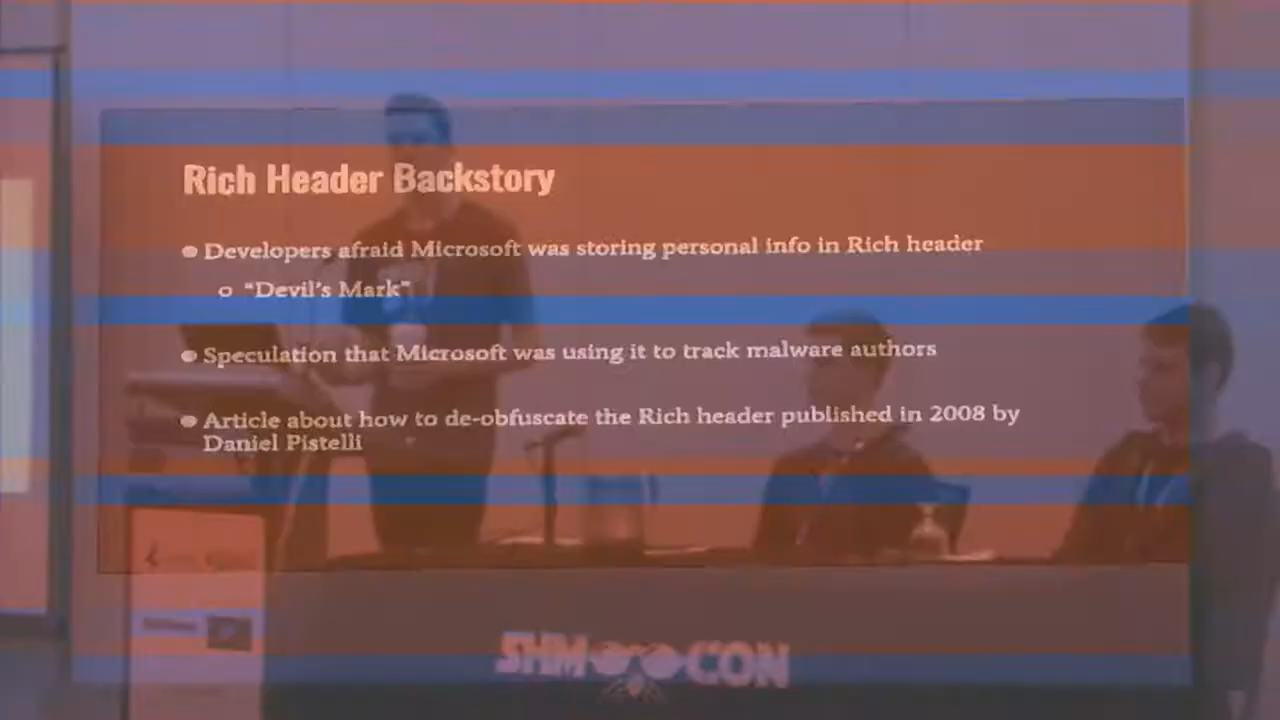 Rich Header Backstory
Developers afraid Microsoft was storing personal info in Rich header
"Devil's Mark"
Speculation that Microsoft was using it to track malware authors
Article about how to de-obfuscate the Rich header published in 2008 by
Daniel Pistelli
SHMOOCON